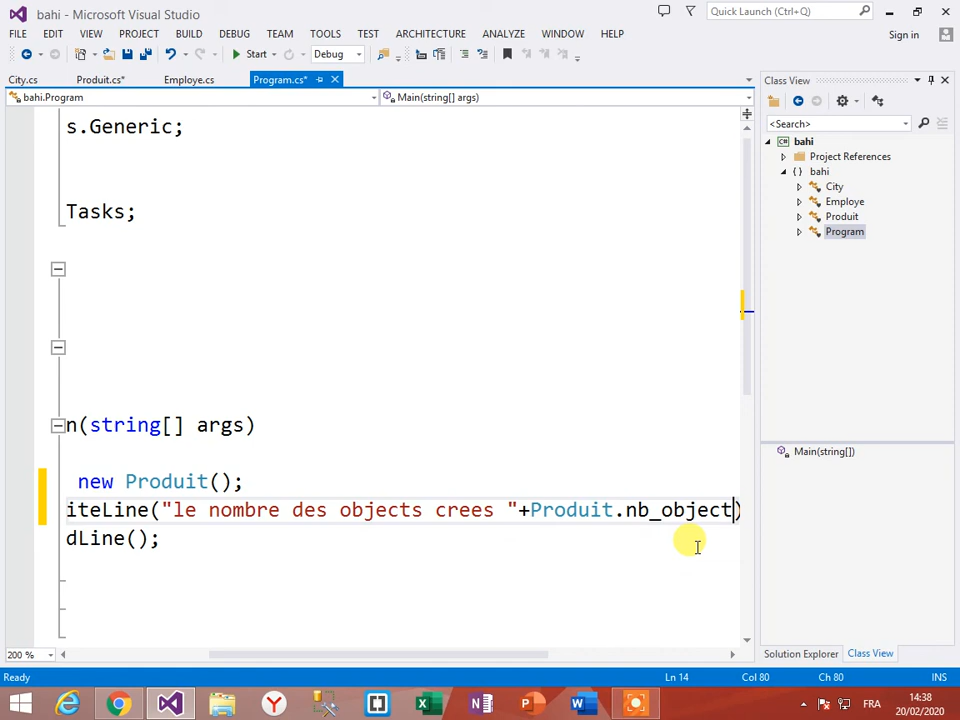 bahi - Microsoft Visual Studio
Quick Launch (Ctrl+Q)
FILE EDIT VIEW PROJECT BUILD DEBUG TEAM TOOLS TEST ARCHITECTURE ANALYZE WINDOW HELP
Sign in
Start
Debug
City.cs Produit.cs* Employe.cs Program.cs*
bahi.Program
Main(string[] args)
s.Generic;
Tasks;
n(string[] args)
new Produit();
iteLine("le nombre des objects crees "+Produit.nb_object)
dLine();
200 %
Class View
<Search>
bahi
Project References
bahi
City
Employe
Produit
Program
Main(string[])
Solution Explorer Class View
Ready
Ln 14
Col 80
Ch 80
INS
FRA
14:38
20/02/2020